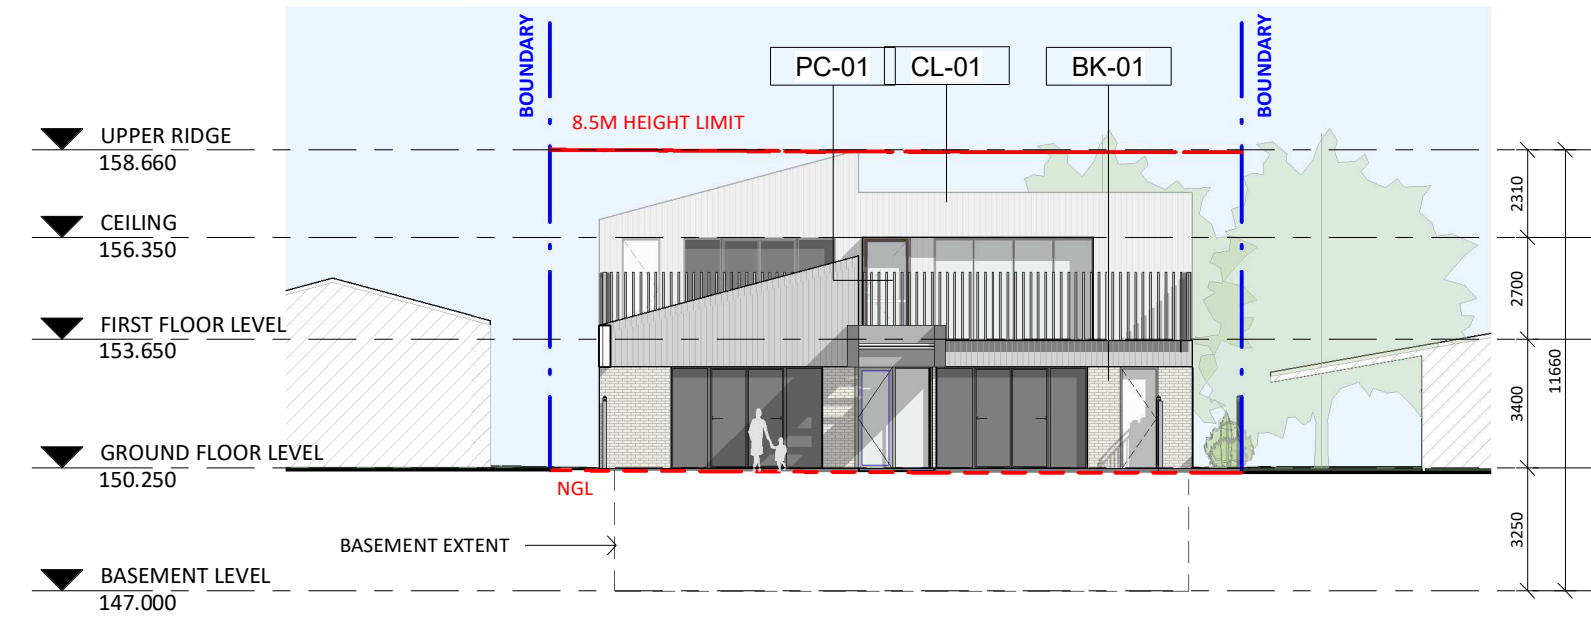 BOUNDARY
BOUNDARY
PC-01
CL-01
BK-01
8.5M HEIGHT LIMIT
UPPER RIDGE
158.660
2310
CEILING
156.350
2700
FIRST FLOOR LEVEL
153.650
11660
3400
GROUND FLOOR LEVEL
150.250
NGL
3250
BASEMENT EXTENT
BASEMENT LEVEL
147.000